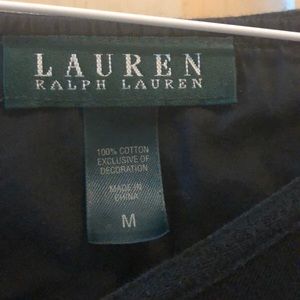 LAUREN
RALPH LAUREN
100% COTTON
EXCLUSIVE OF
DECORATION
MADE IN
CHINA
M